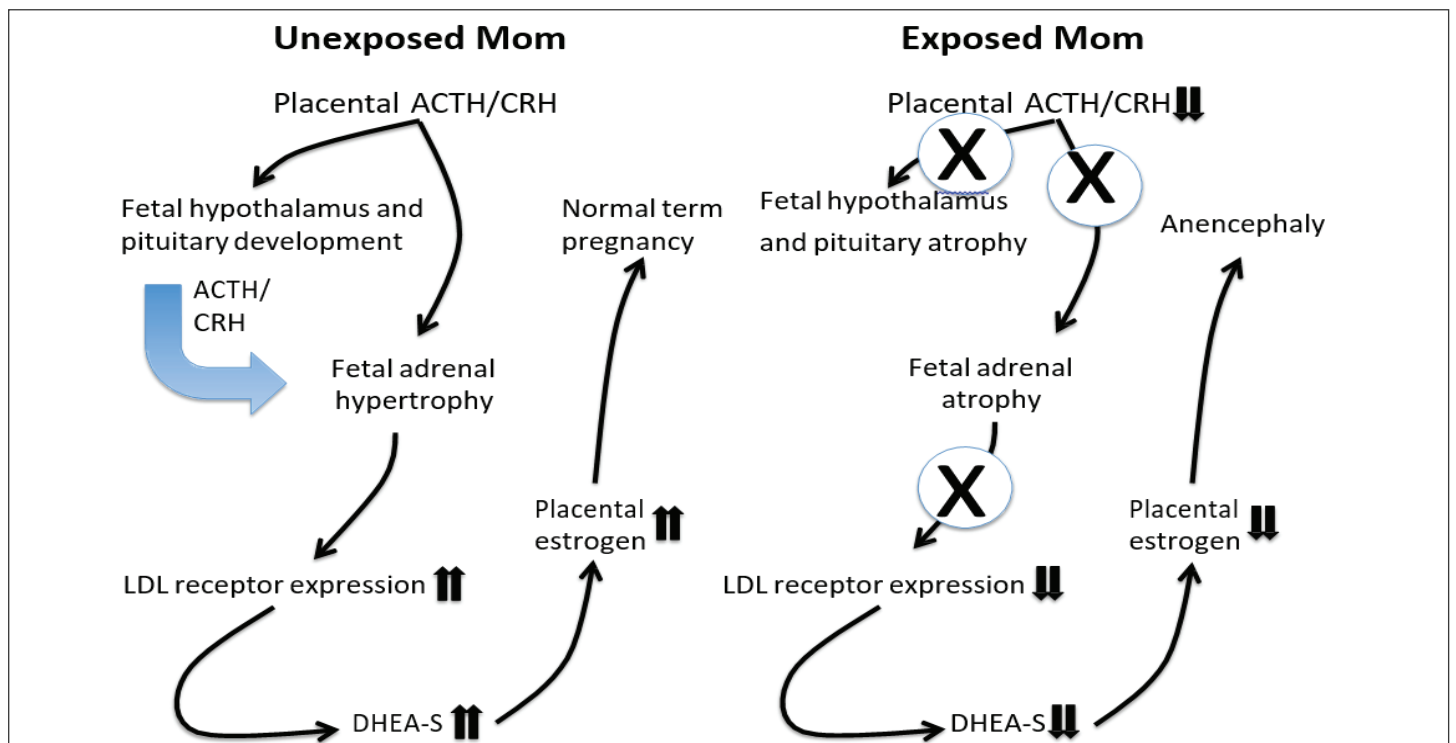 Unexposed Mom
Placental ACTH/CRH
Fetal hypothalamus and
pituitary development
ACTH/
CRH
Normal term
pregnancy
Fetal adrenal
hypertrophy
Placental
estrogen
LDL receptor expression
DHEA-S
Exposed Mom
Placental ACTH/CRH
X
X
Fetal hypothalamus
and pituitary atrophy
Anencephaly
Fetal adrenal
atrophy
X
Placental
estrogen
LDL receptor expression
DHEA-S